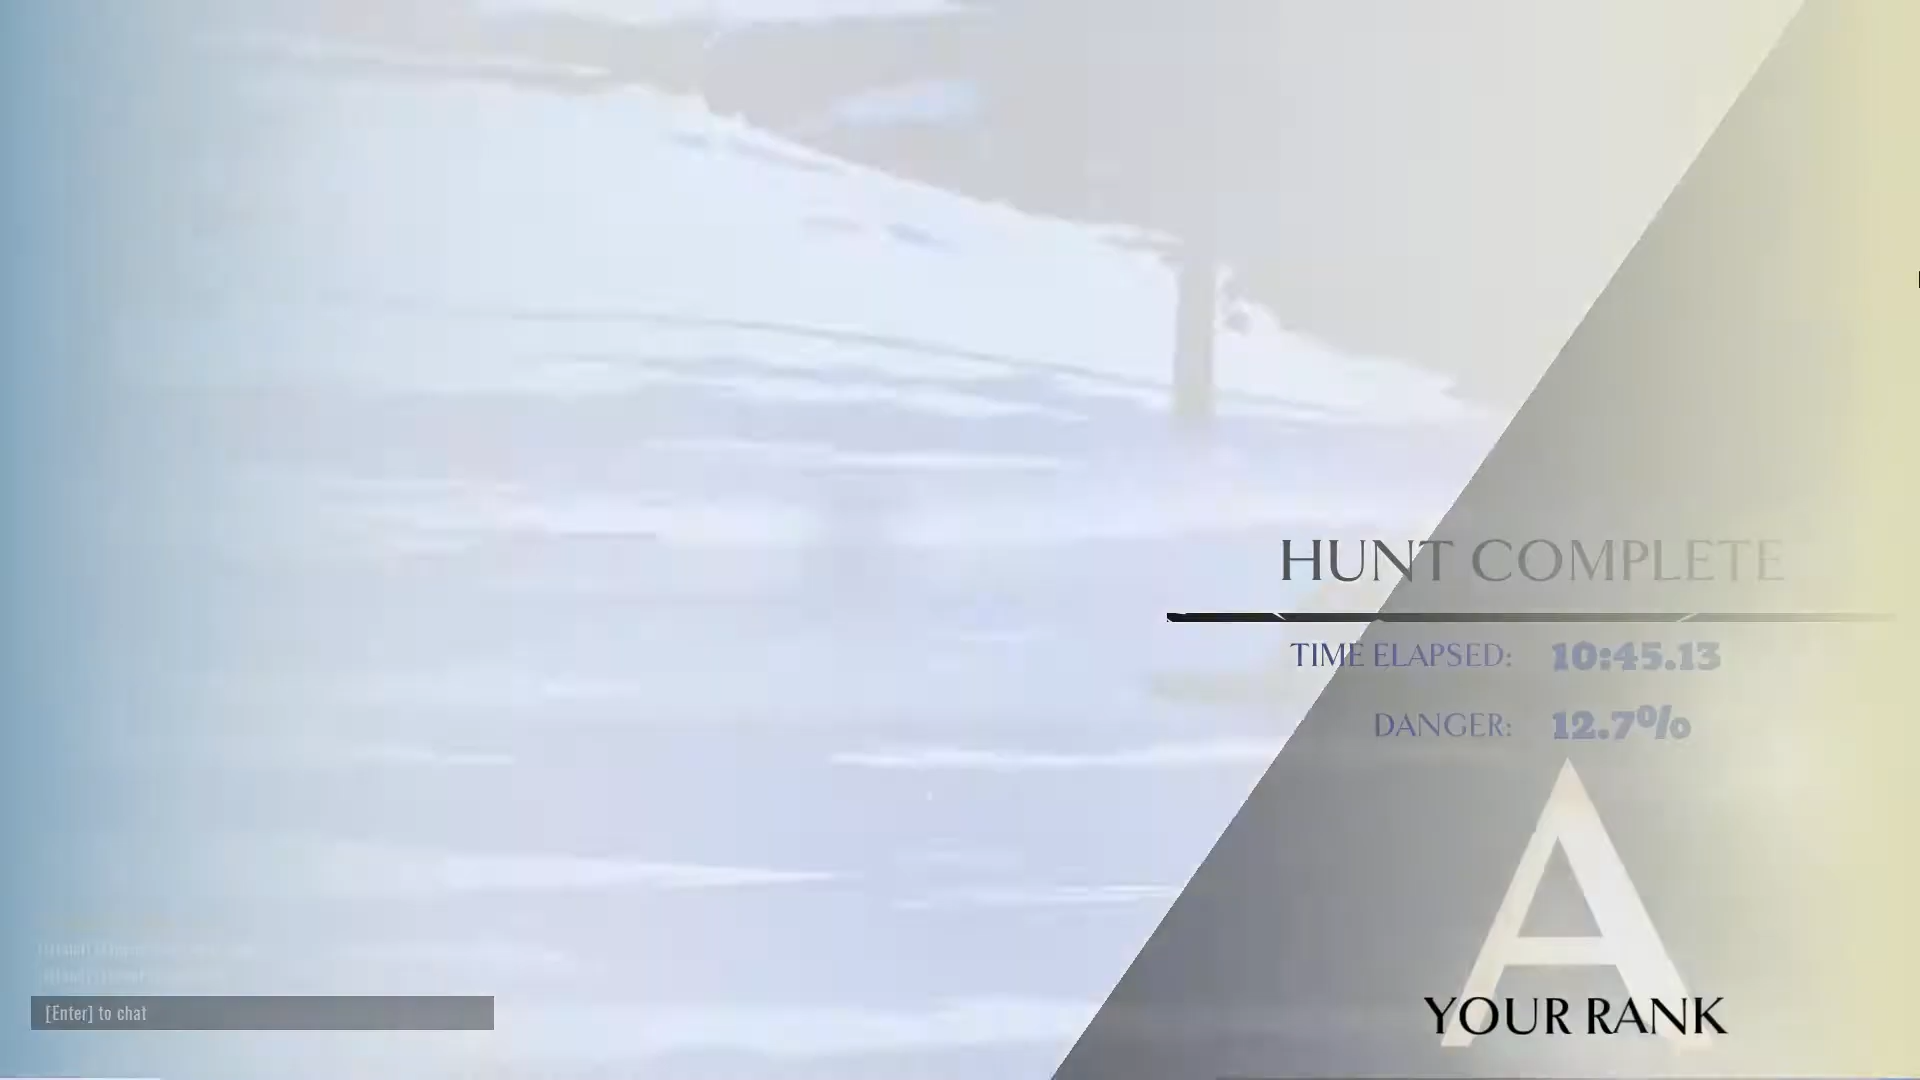 HUNT COMPLETE
TIME ELAPSED: 10:45.13
DANGER: 12.7%
A
YOUR RANK
[Enter] to chat